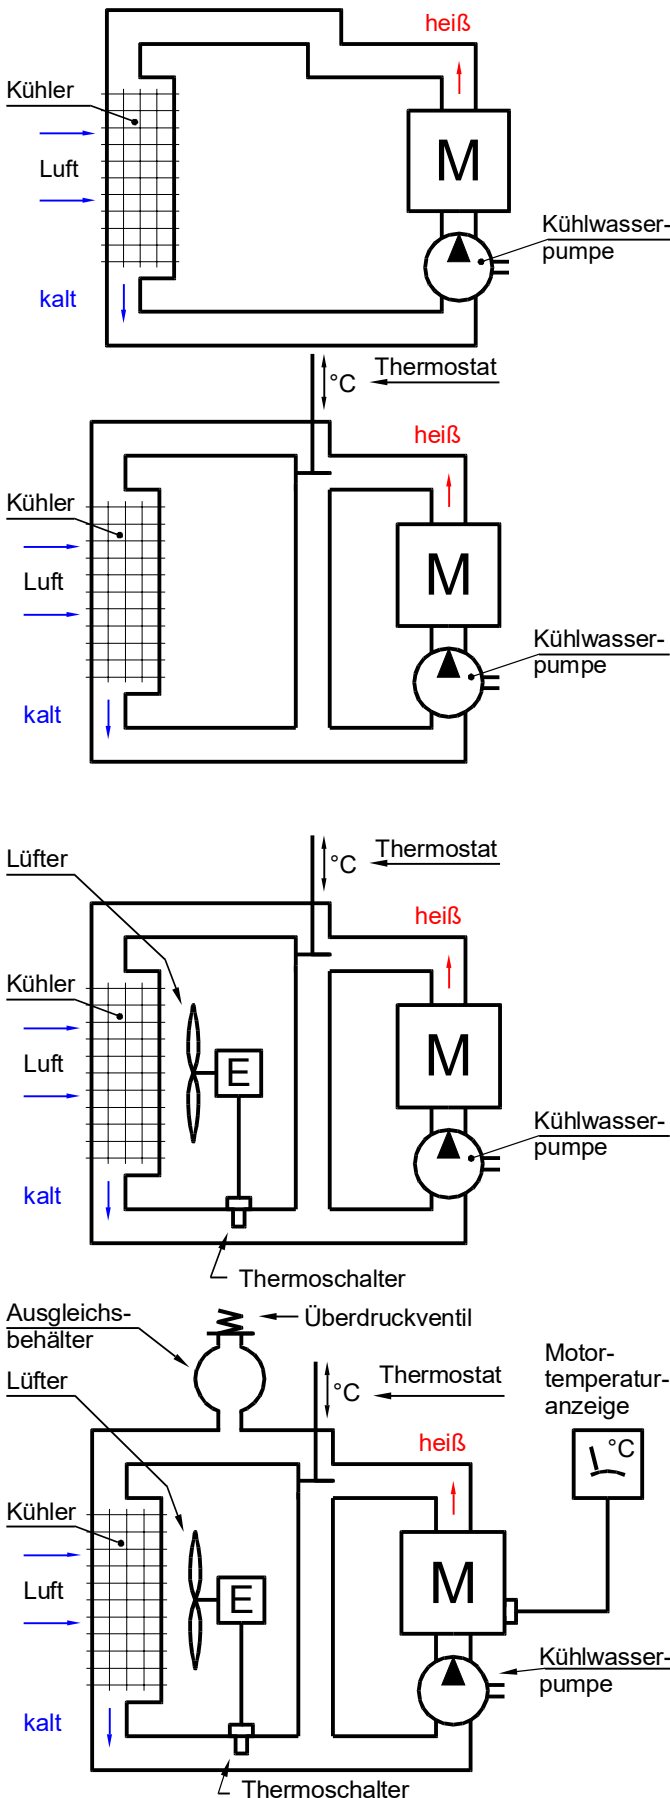 heiß
Kühler
M
Luft
Kühlwasser-
pumpe
kalt
Thermostat
°C
heiß
Kühler
M
Luft
Kühlwasser-
pumpe
kalt
Lüfter
Thermostat
°C
heiß
Kühler
M
Luft
E
Kühlwasser-
pumpe
kalt
Thermoschalter
Ausgleichs-
behälter
Überdruckventil
Motor-
temperatur-
anzeige
Lüfter
Thermostat
°C
heiß
°C
Kühler
M
Luft
E
Kühlwasser-
pumpe
kalt
Thermoschalter